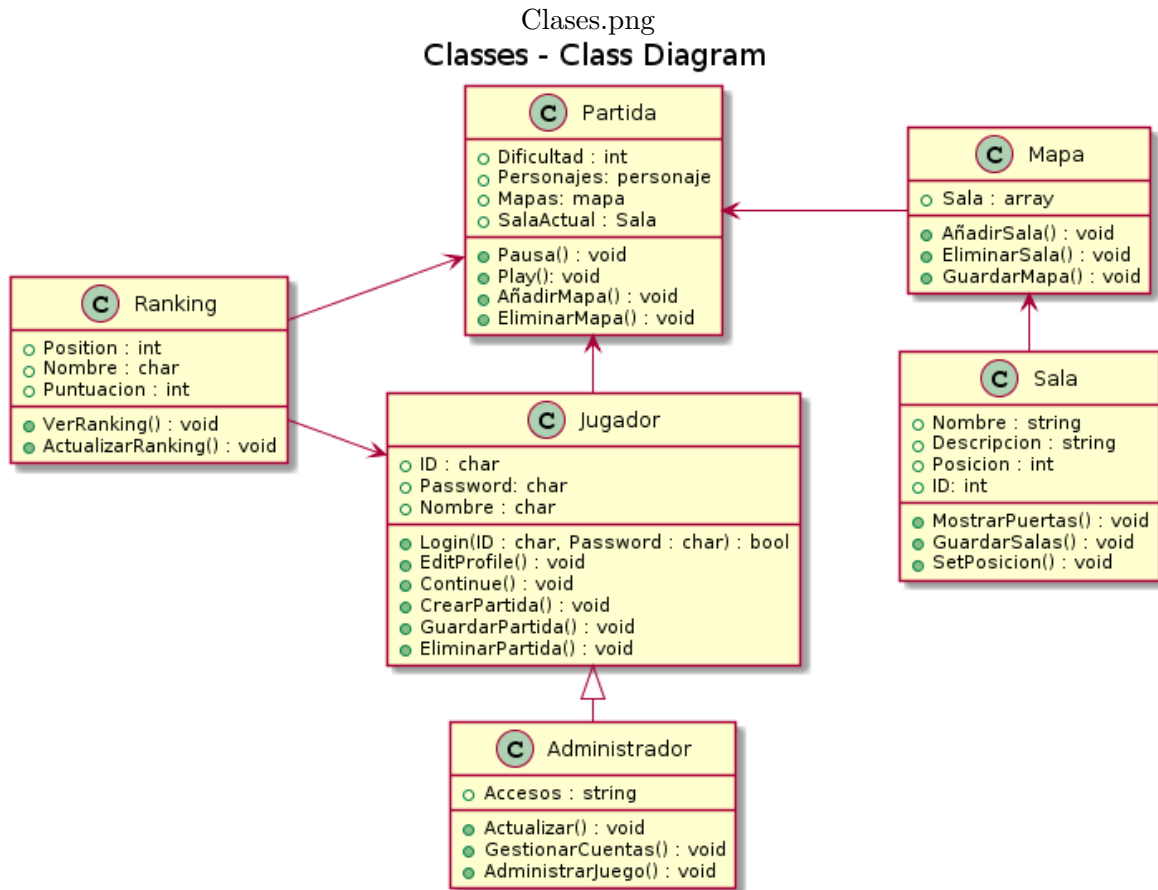 Clases.png
Classes - Class Diagram
C Partida
Dificultad : int
Personajes: personaje
Mapas: mapa
SalaActual : Sala
Pausa() : void
Play(): void
AñadirMapa() : void
EliminarMapa() : void
C Mapa
Sala : array
AñadirSala() : void
EliminarSala() : void
GuardarMapa() : void
C Ranking
Position : int
Nombre : char
Puntuacion : int
VerRanking() : void
ActualizarRanking() : void
C Jugador
ID : char
Password: char
Nombre : char
Login(ID : char, Password : char) : bool
EditProfile() : void
Continue() : void
CrearPartida() : void
GuardarPartida() : void
EliminarPartida() : void
C Sala
Nombre : string
Descripcion : string
Posicion : int
ID: int
MostrarPuertas() : void
GuardarSalas() : void
SetPosicion() : void
C Administrador
Accesos : string
Actualizar() : void
GestionarCuentas() : void
AdministrarJuego() : void